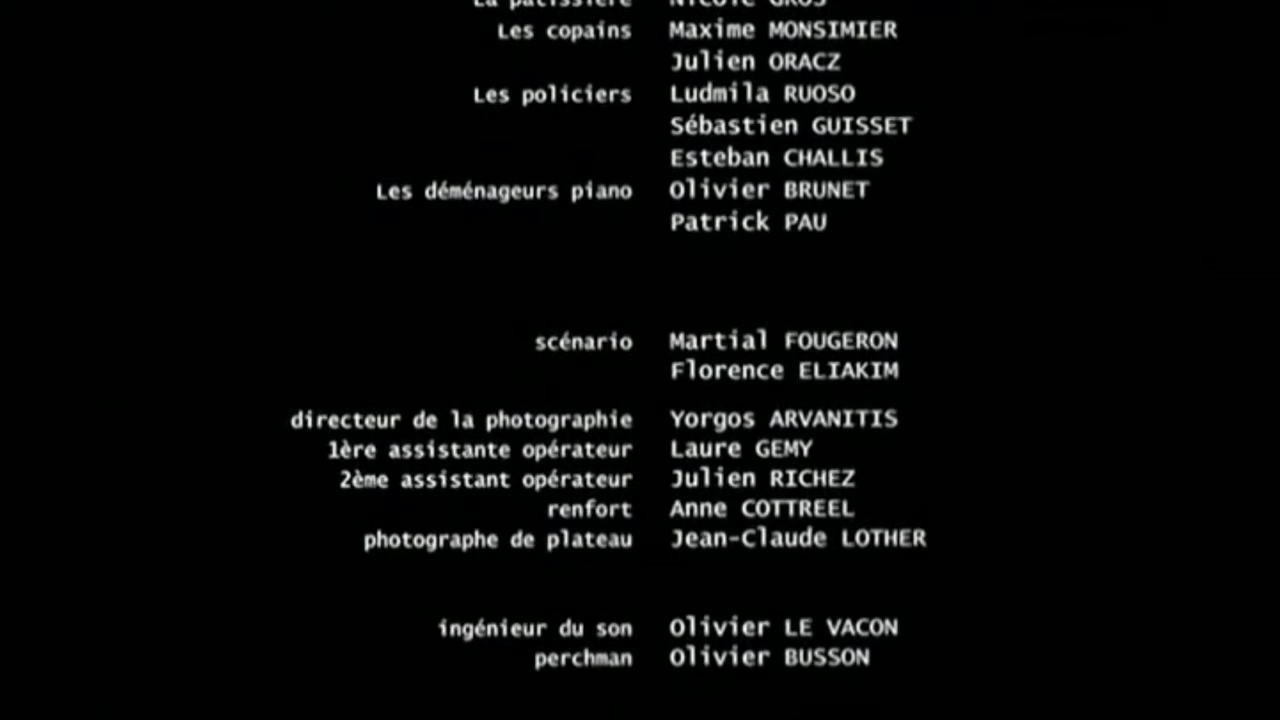 La pâtissière Nicole GROS
Les copains Maxime MONSIMIER
Julien ORACZ
Les policiers Ludmila RUOSO
Sébastien GUISSET
Esteban CHALLIS
Les déménageurs piano Olivier BRUNET
Patrick PAU
scénario Martial FOUGERON
Florence ELIAKIM
directeur de la photographie Yorgos ARVANITIS
1ère assistante opérateur Laure GEMY
2ème assistant opérateur Julien RICHEZ
renfort Anne COTTREEL
photographe de plateau Jean-Claude LOTHER
ingénieur du son Olivier LE VACON
perchman Olivier BUSSON